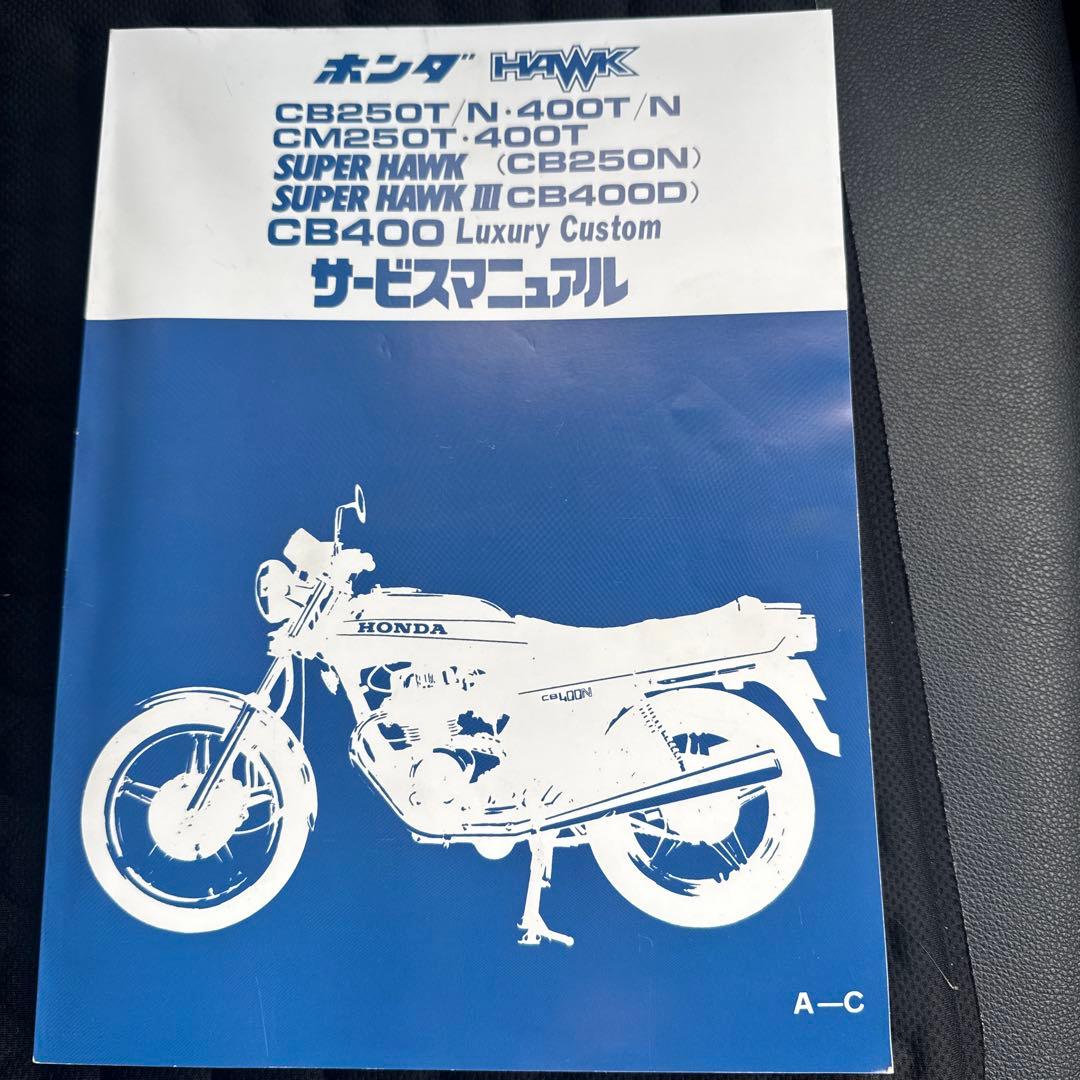 ホンダ HAWK
CB250T/N・400T/N
CM250T・400T
SUPER HAWK (CB250N)
SUPER HAWK III CB400D)
CB400 Luxury Custom
サービスマニュアル
HONDA
CB400N
A—C